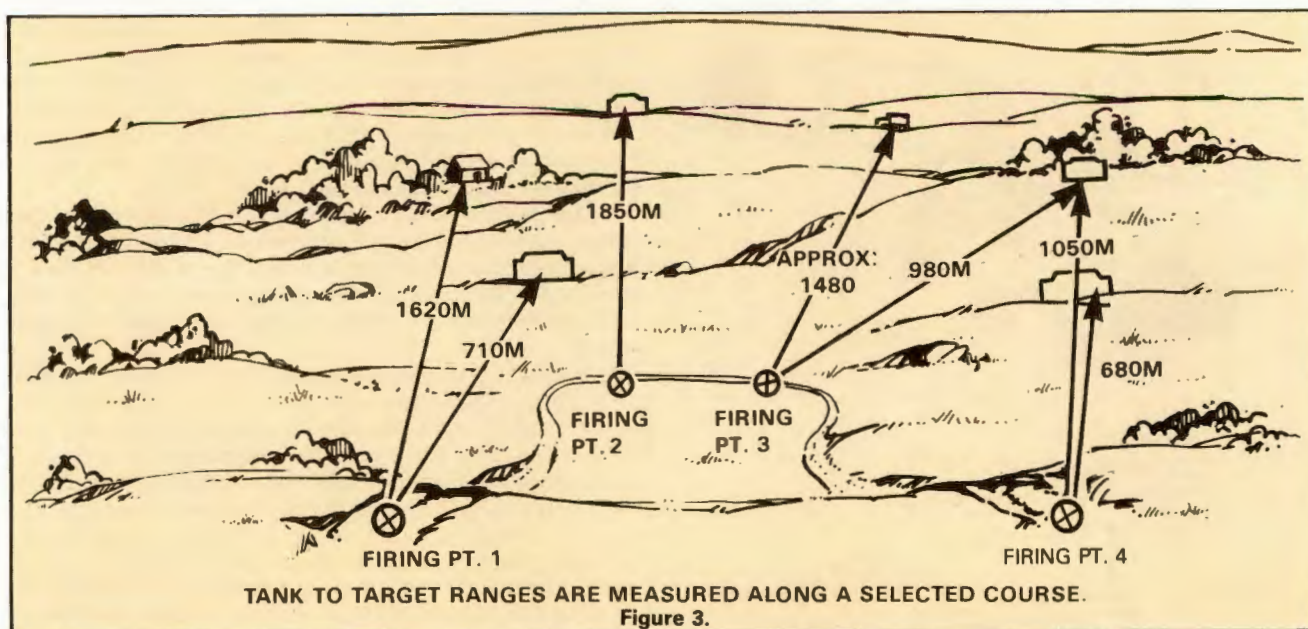 1850M
1620M
710M
APPROX:
1480
980M
1050M
680M
FIRING
PT. 2
FIRING
PT. 3
FIRING PT. 1
FIRING PT. 4
TANK TO TARGET RANGES ARE MEASURED ALONG A SELECTED COURSE.
Figure 3.